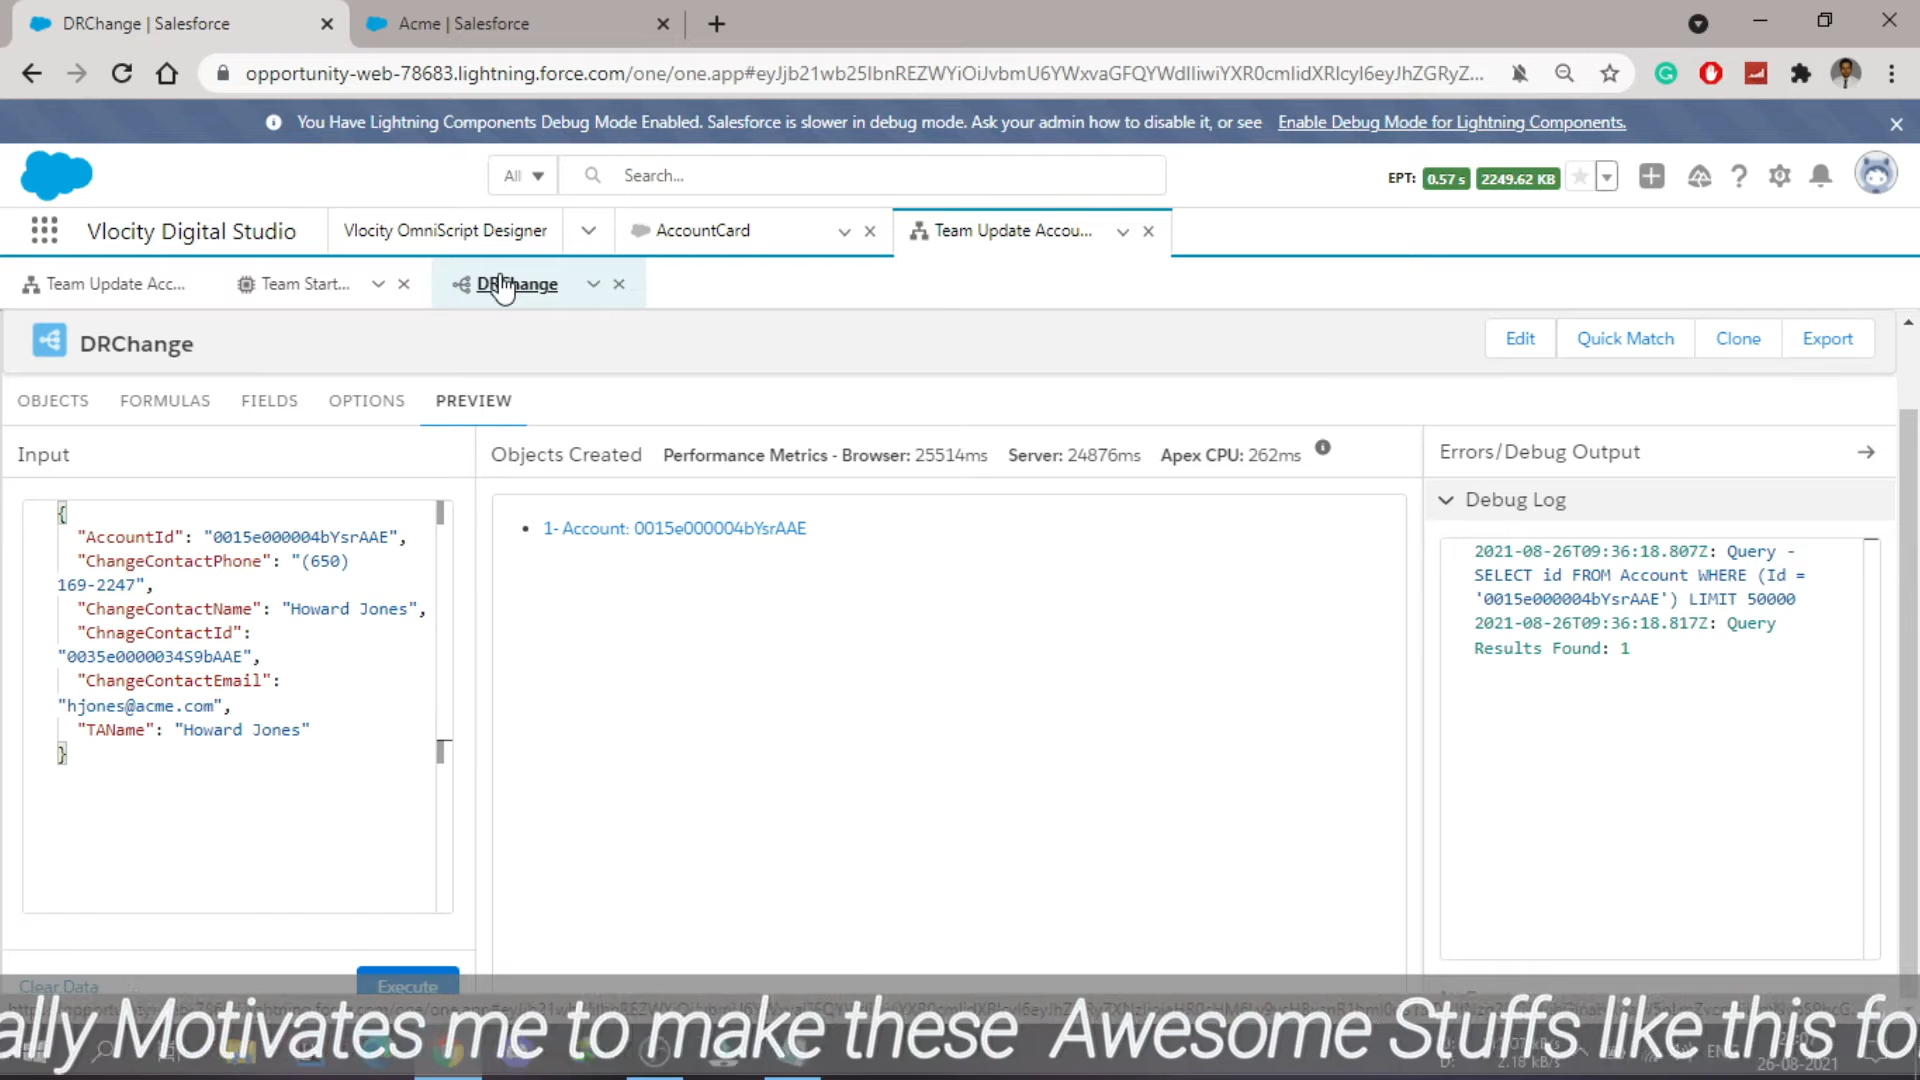 DRChange | Salesforce
Acme | Salesforce
opportunity-web-78683.lightning.force.com/one/one.app#eyJjb21wb25lbnREZWYiOiJvbmU6YWxvaGFQYWdlIiwiYXR0cmlidXRlcyI6eyJhZGRyZ...
You Have Lightning Components Debug Mode Enabled. Salesforce is slower in debug mode. Ask your admin how to disable it, or see Enable Debug Mode for Lightning Components.
All
Search...
EPT: 0.57 s 2249.62 KB
Vlocity Digital Studio
Vlocity OmniScript Designer
AccountCard
Team Update Accou...
Team Update Acc...
Team Start...
DRChange
DRChange
Edit
Quick Match
Clone
Export
OBJECTS
FORMULAS
FIELDS
OPTIONS
PREVIEW
Input
Objects Created
Performance Metrics - Browser: 25514ms Server: 24876ms Apex CPU: 262ms
Errors/Debug Output
Debug Log
{
"AccountId": "0015e000004bYsrAAE",
"ChangeContactPhone": "(650)
169-2247",
"ChangeContactName": "Howard Jones",
"ChnageContactId":
"0035e0000034S9bAAE",
"ChangeContactEmail":
"hjones@acme.com",
"TAName": "Howard Jones"
}
1- Account: 0015e000004bYsrAAE
2021-08-26T09:36:18.807Z: Query -
SELECT id FROM Account WHERE (Id =
'0015e000004bYsrAAE') LIMIT 50000
2021-08-26T09:36:18.817Z: Query
Results Found: 1
Clear Data
Execute
ally Motivates me to make these Awesome Stuffs like this fo
26-08-2021